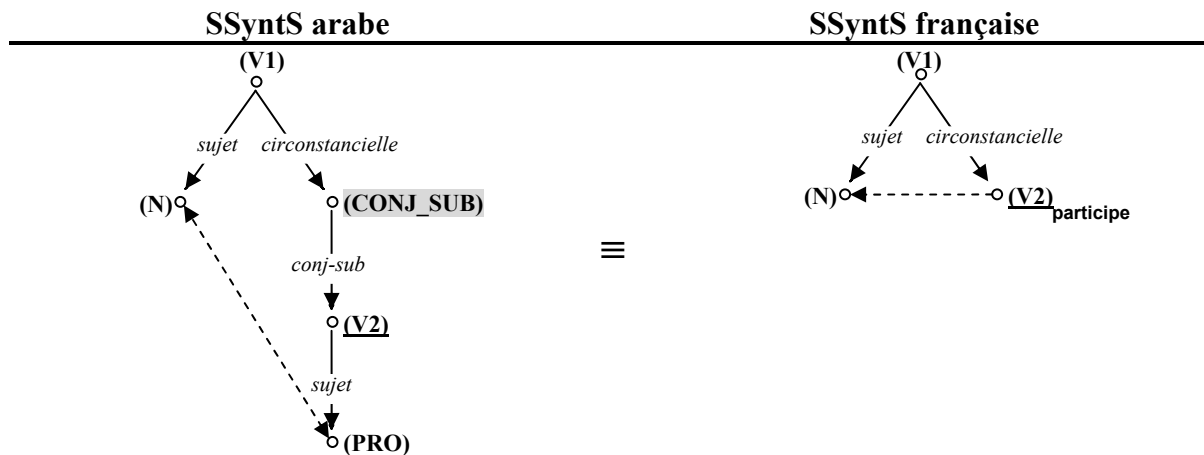 SSyntS arabe SSyntS française
(V1) (V1)
sujet circonstancielle sujet circonstancielle
(N) (CONJ_SUB) (N) (V2)participe
conj-sub ≡
(V2)
sujet
(PRO)